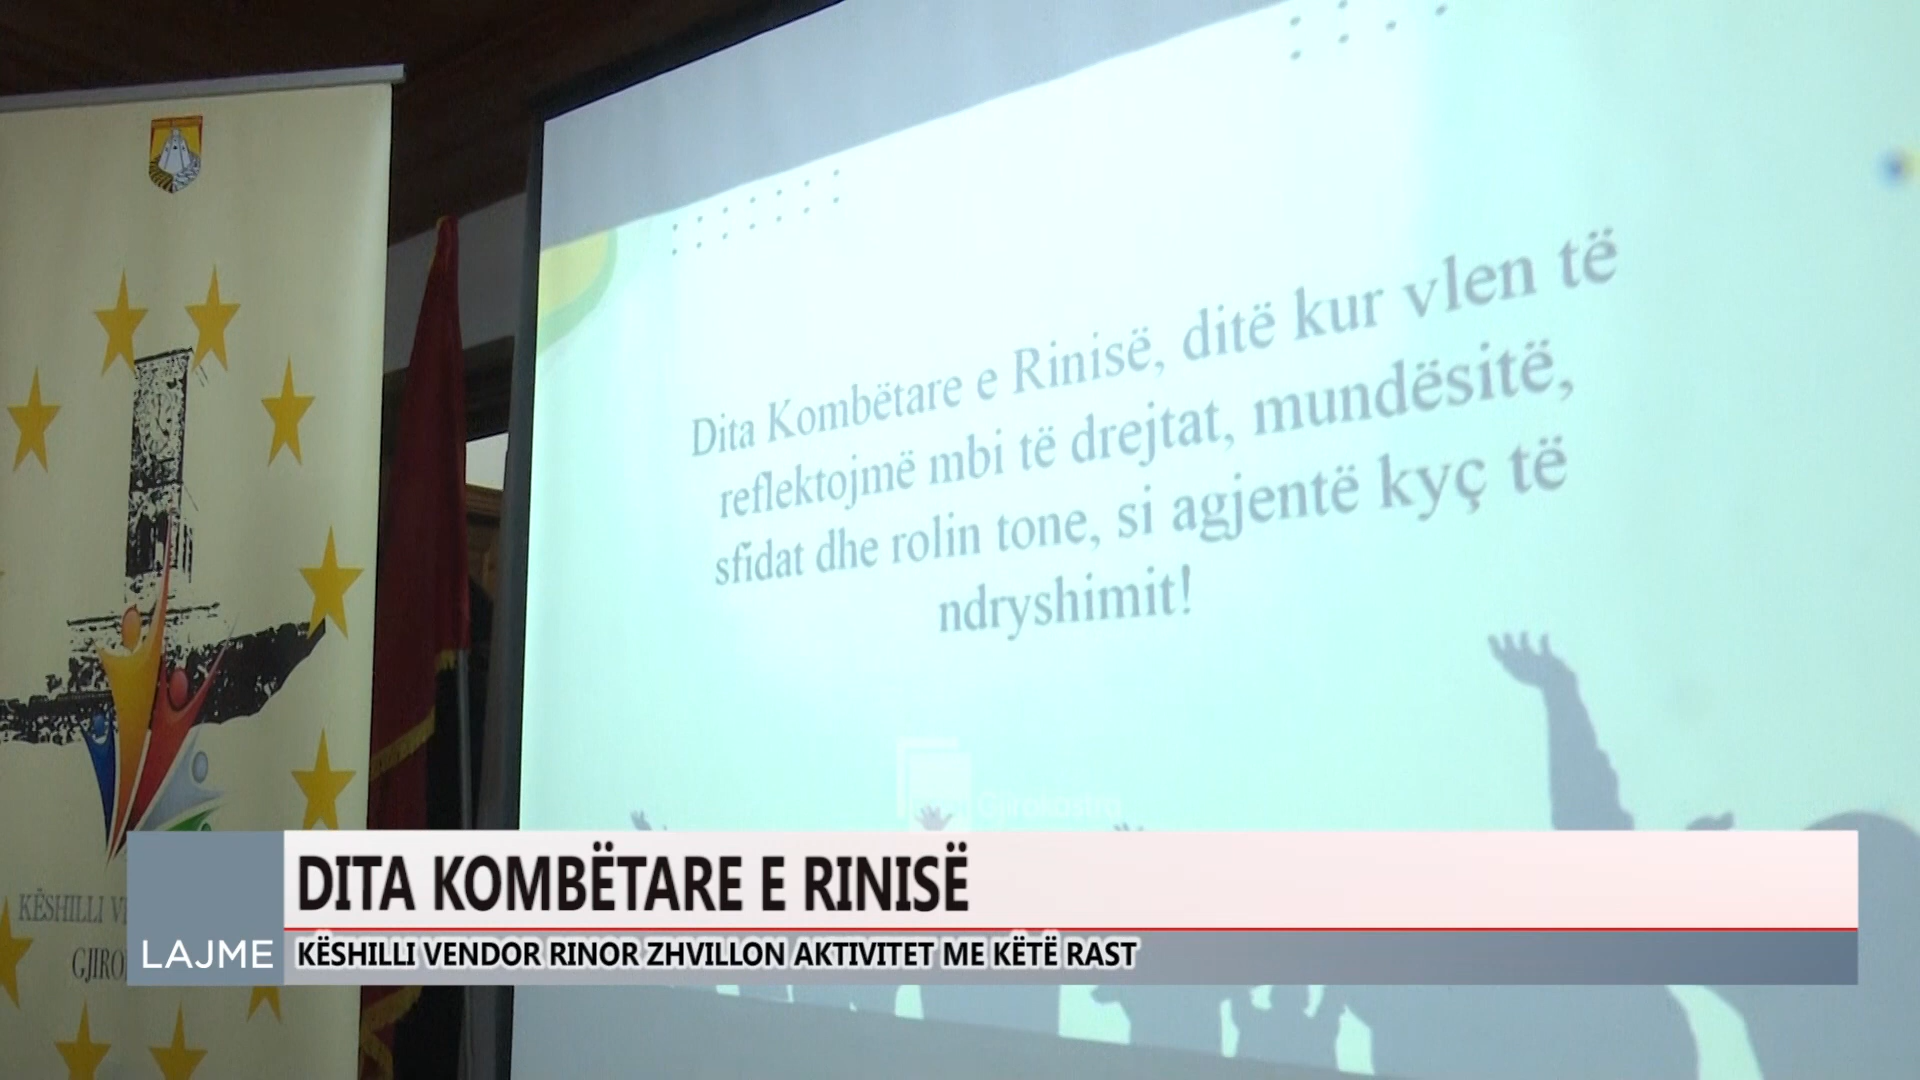 Dita Kombëtare e Rinisë, ditë kur vlen të
reflektojmë mbi të drejtat, mundësitë,
sfidat dhe rolin tone, si agjentë kyç të
ndryshimit!
Gjirokastra
DITA KOMBËTARE E RINISË
KËSHILLI
LAJME
KËSHILLI VENDOR RINOR ZHVILLON AKTIVITET ME KËTË RAST